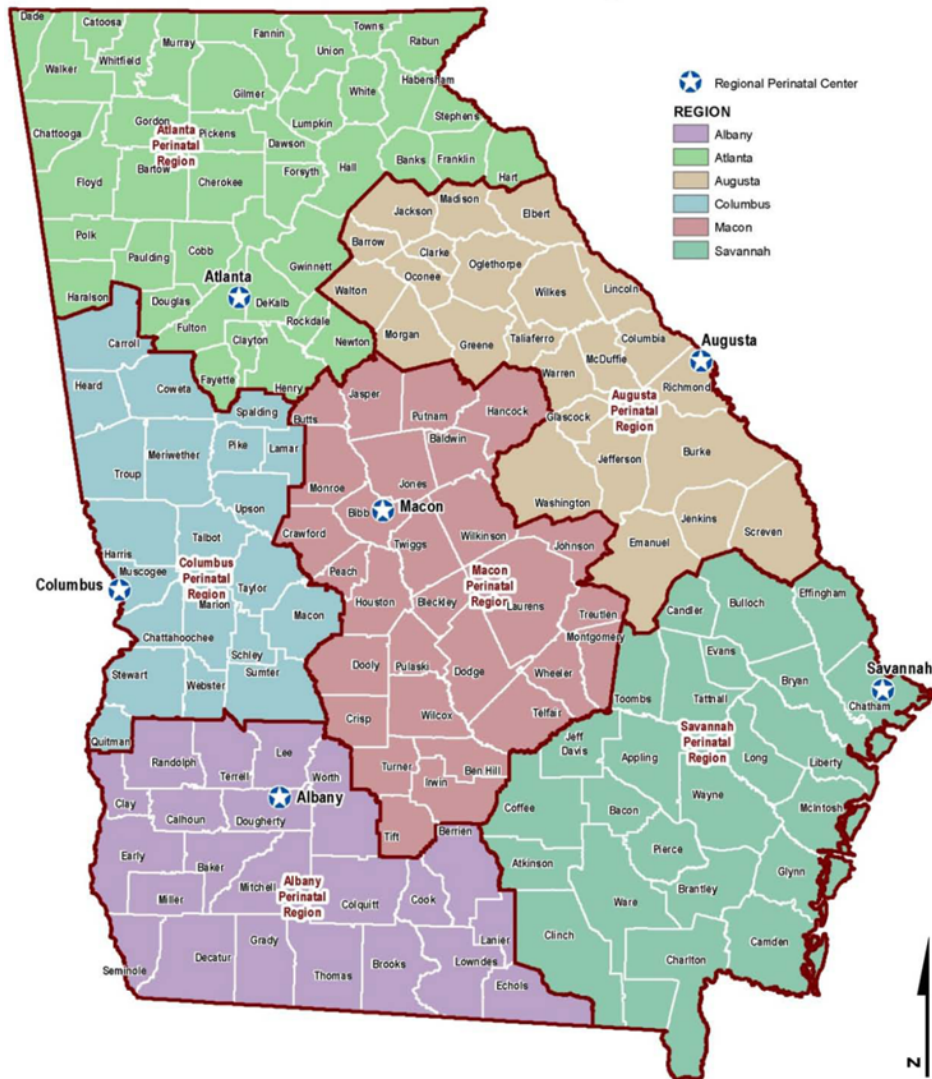 Dade
Catoosa
Fannin
Towns
Rabun
Murray
Union
Whitfield
Walker
Habersham
White
Gilmer
Stephens
Lumpkin
Chattooga
Gordon
Pickens
Atlanta
Perinatal
Region
Dawson
Banks
Franklin
Bartow
Forsyth
Hall
Hart
Floyd
Cherokee
Polk
Paulding
Cobb
Gwinnett
Atlanta
Haralson
Douglas
DeKalb
Fulton
Rockdale
Clayton
Newton
Fayette
Henry
Regional Perinatal Center
REGION
Albany
Atlanta
Augusta
Columbus
Macon
Savannah
Madison
Jackson
Elbert
Barrow
Clarke
Oglethorpe
Oconee
Walton
Wilkes
Lincoln
Morgan
Greene
Taliaferro
Columbia
Augusta
McDuffie
Warren
Richmond
Augusta
Perinatal
Region
Glascock
Jefferson
Burke
Washington
Jenkins
Screven
Emanuel
Carroll
Heard
Coweta
Spalding
Pike
Lamar
Meriwether
Troup
Upson
Talbot
Harris
Muscogee
Columbus
Columbus
Perinatal
Region
Taylor
Marion
Macon
Chattahoochee
Schley
Stewart
Webster
Sumter
Quitman
Jasper
Butts
Putnam
Hancock
Baldwin
Monroe
Jones
Bibb
Macon
Crawford
Twiggs
Wilkinson
Johnson
Peach
Macon
Perinatal
Region
Houston
Bleckley
Laurens
Treutlen
Montgomery
Dooly
Pulaski
Dodge
Wheeler
Telfair
Crisp
Wilcox
Turner
Irwin
Ben Hill
Tift
Effingham
Bulloch
Candler
Evans
Savannah
Bryan
Chatham
Toombs
Tattnall
Jeff
Davis
Savannah
Perinatal
Region
Appling
Long
Liberty
Wayne
McIntosh
Coffee
Bacon
Pierce
Atkinson
Glynn
Brantley
Ware
Clinch
Camden
Charlton
Randolph
Lee
Terrell
Worth
Albany
Clay
Calhoun
Dougherty
Berrien
Early
Baker
Mitchell
Albany
Perinatal
Region
Miller
Colquitt
Cook
Lanier
Grady
Decatur
Brooks
Lowndes
Seminole
Thomas
Echols
N